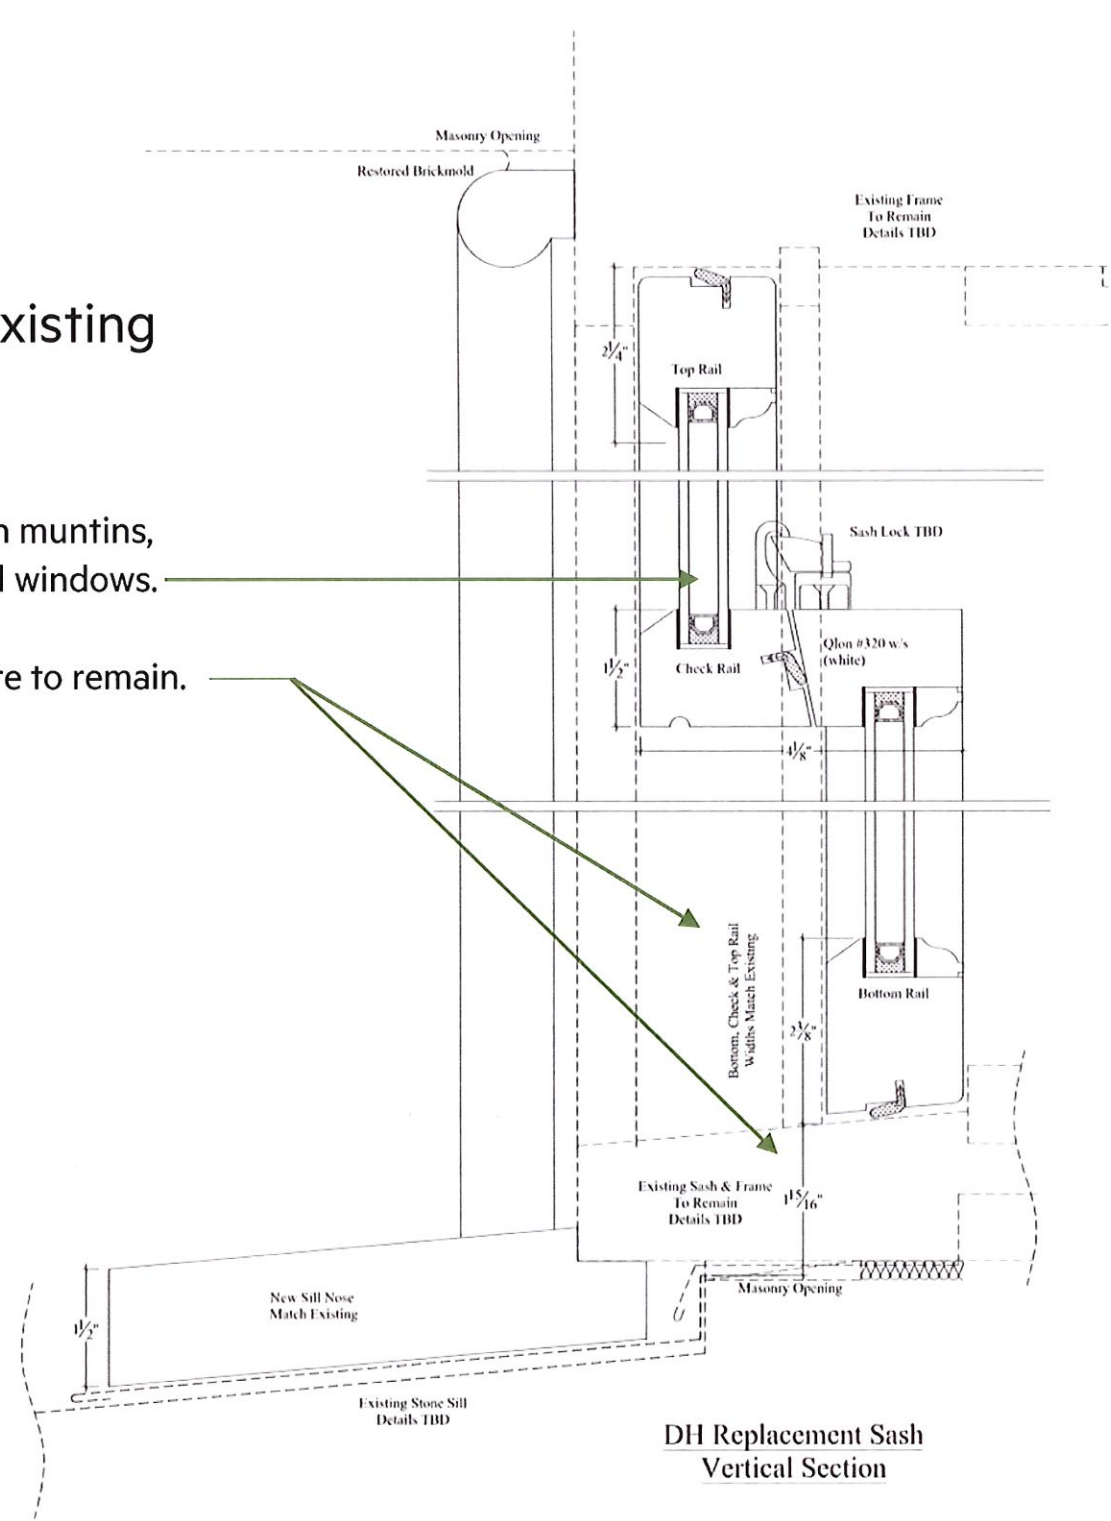 Masonry Opening
Restored Brickmold
Existing Frame
To Remain
Details TBD
xisting
2¼"
Top Rail
muntins,
windows.
Sash Lock TBD
Qlon #320 w/s
(white)
1½"
Check Rail
to remain.
4⅛"
Bottom, Check & Top Rail
Widths Match Existing
Bottom Rail
2⅜"
Existing Sash & Frame
To Remain
Details TBD
1 15/16"
Masonry Opening
New Sill Nose
Match Existing
1½"
Existing Stone Sill
Details TBD
DH Replacement Sash
Vertical Section